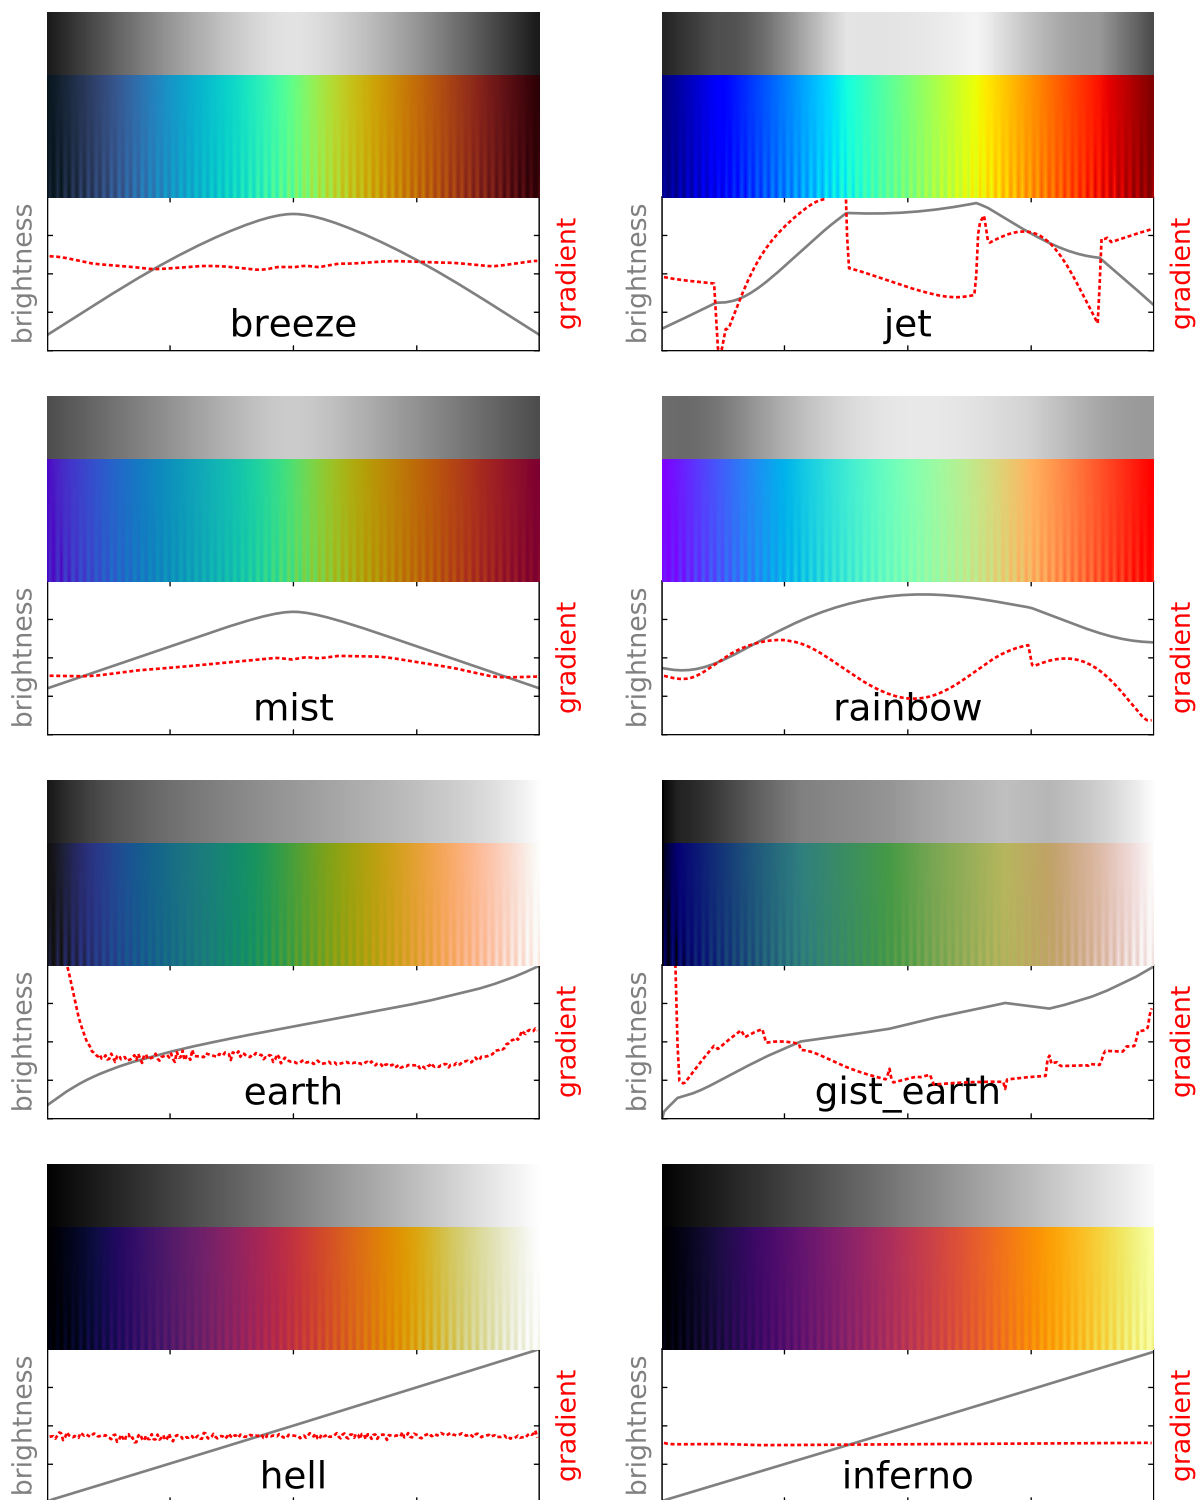 brightness
breeze
gradient
brightness
jet
gradient
brightness
mist
gradient
brightness
rainbow
gradient
brightness
earth
gradient
brightness
gist_earth
gradient
brightness
hell
gradient
brightness
inferno
gradient